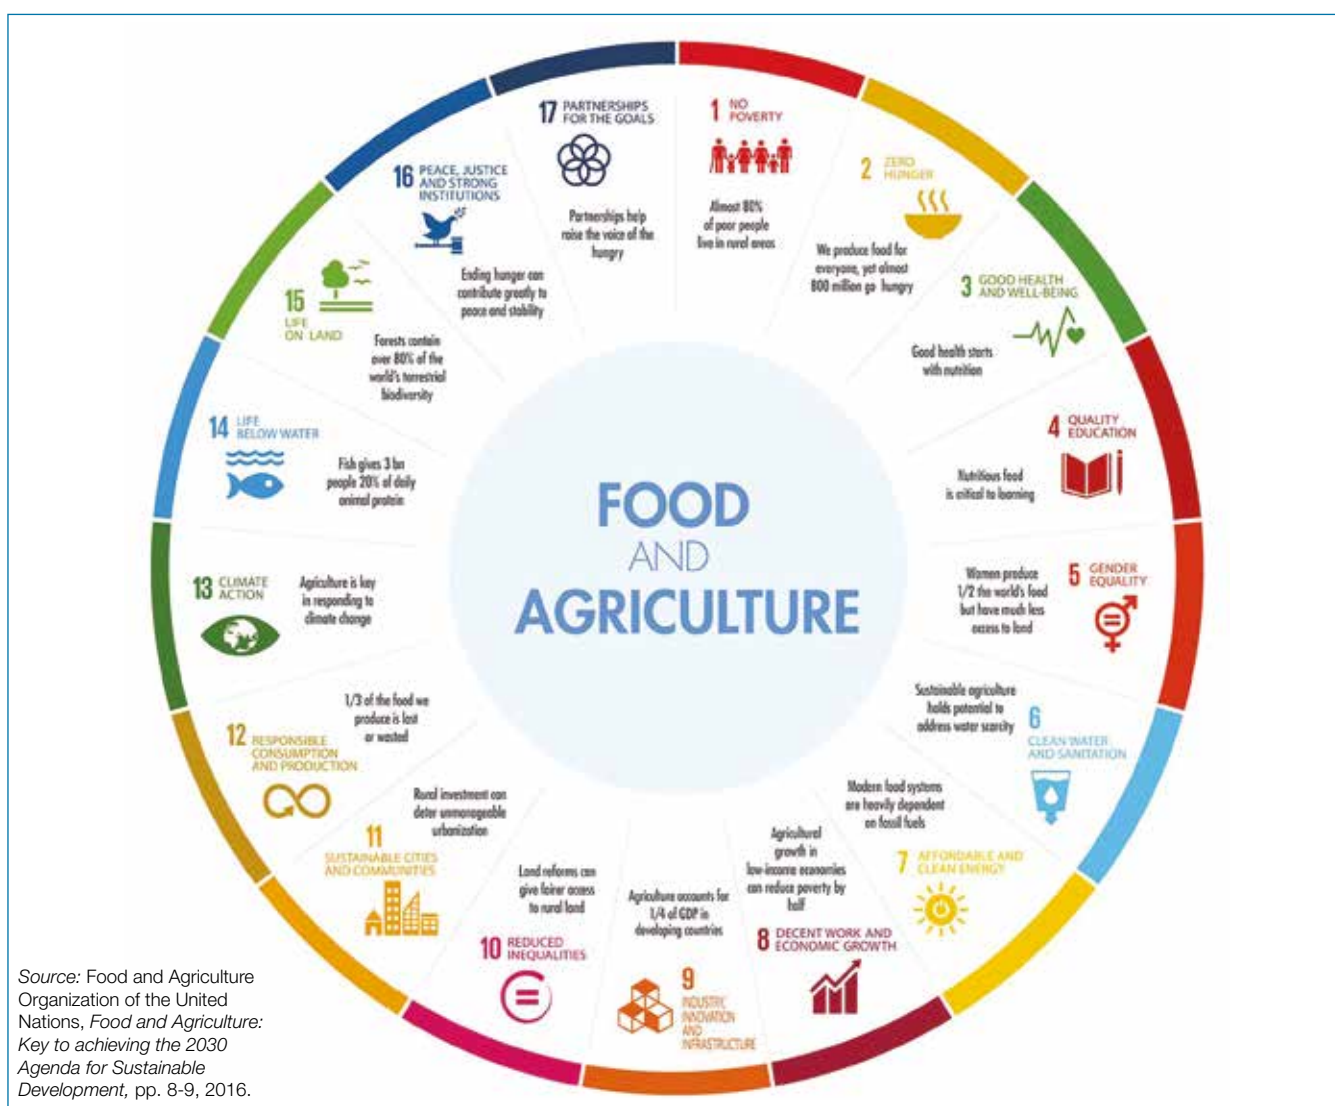 1 NO
POVERTY
Almost 80%
of poor people
live in rural areas
2 ZERO
HUNGER
We produce food for
everyone, yet almost
800 million go hungry
3 GOOD HEALTH
AND WELL-BEING
Good health starts
with nutrition
4 QUALITY
EDUCATION
Nutritious food
is critical to learning
5 GENDER
EQUALITY
Women produce
1/2 the world's food
but have much less
access to land
6
CLEAN WATER
AND SANITATION
Sustainable agriculture
holds potential to
address water scarcity
7 AFFORDABLE AND
CLEAN ENERGY
Modern food systems
are heavily dependent
on fossil fuels
8 DECENT WORK AND
ECONOMIC GROWTH
Agricultural
growth in
low-income economies
can reduce poverty by
half
9
INDUSTRY,
INNOVATION
AND
INFRASTRUCTURE
Agriculture accounts for
1/4 of GDP in
developing countries
10 REDUCED
INEQUALITIES
Land reforms can
give fairer access
to rural land
11
SUSTAINABLE CITIES
AND COMMUNITIES
Rural investment can
deter unmanageable
urbanization
12 RESPONSIBLE
CONSUMPTION
AND PRODUCTION
1/3 of the food we
produce is lost
or wasted
13 CLIMATE
ACTION
Agriculture is key
in responding to
climate change
14 LIFE
BELOW WATER
Fish gives 3 bn
people 20% of daily
animal protein
15
LIFE
ON LAND
Forests contain
over 80% of the
world's terrestrial
biodiversity
16 PEACE, JUSTICE
AND STRONG
INSTITUTIONS
Ending hunger can
contribute greatly to
peace and stability
17 PARTNERSHIPS
FOR THE GOALS
Partnerships help
raise the voice of the
hungry
FOOD
AND
AGRICULTURE
Source: Food and Agriculture
Organization of the United
Nations, Food and Agriculture:
Key to achieving the 2030
Agenda for Sustainable
Development, pp. 8-9, 2016.